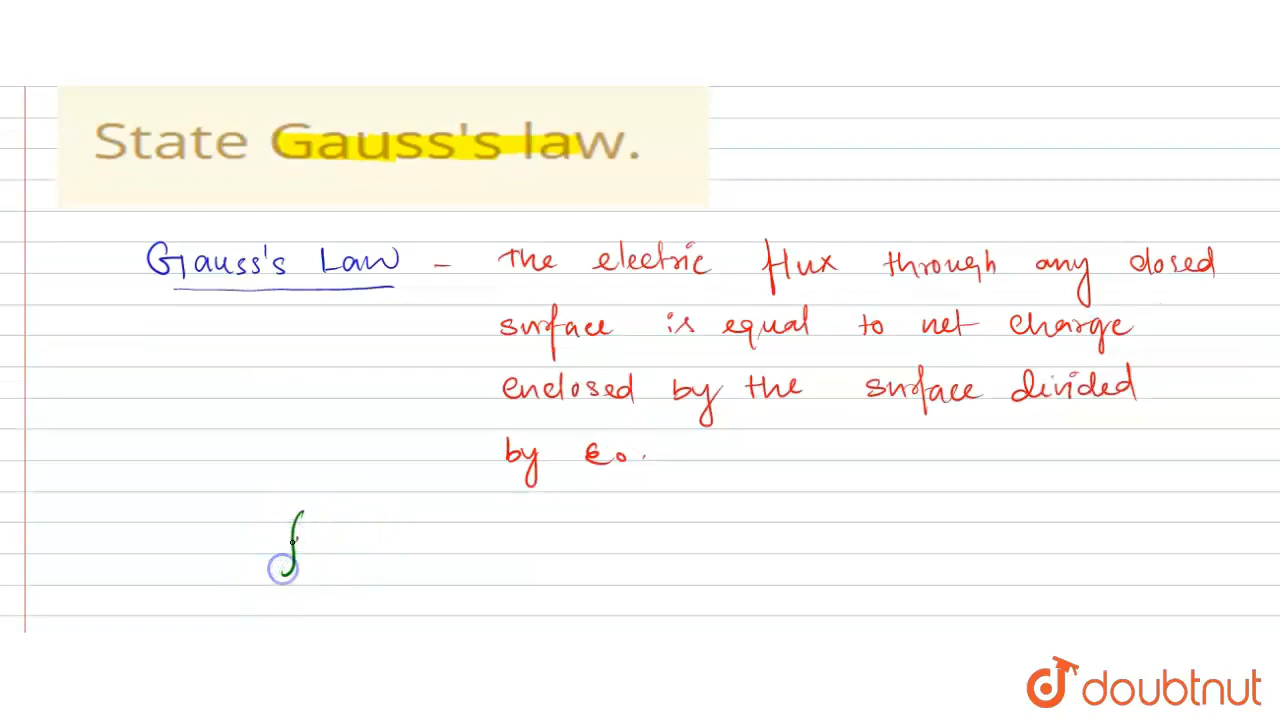 State Gauss's law.
Gauss's Law - The electric flux through any closed
surface is equal to net charge
enclosed by the surface divided
by ε₀.
∫
doubtnut